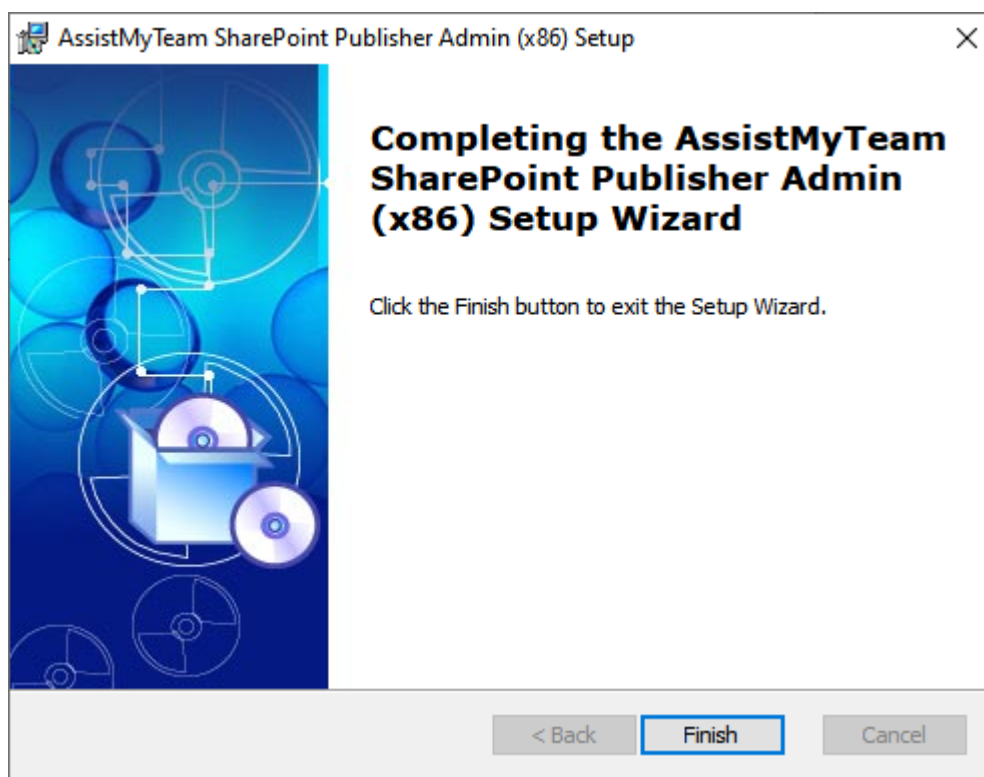 AssistMyTeam SharePoint Publisher Admin (x86) Setup
Completing the AssistMyTeam
SharePoint Publisher Admin
(x86) Setup Wizard
Click the Finish button to exit the Setup Wizard.
< Back
Finish
Cancel